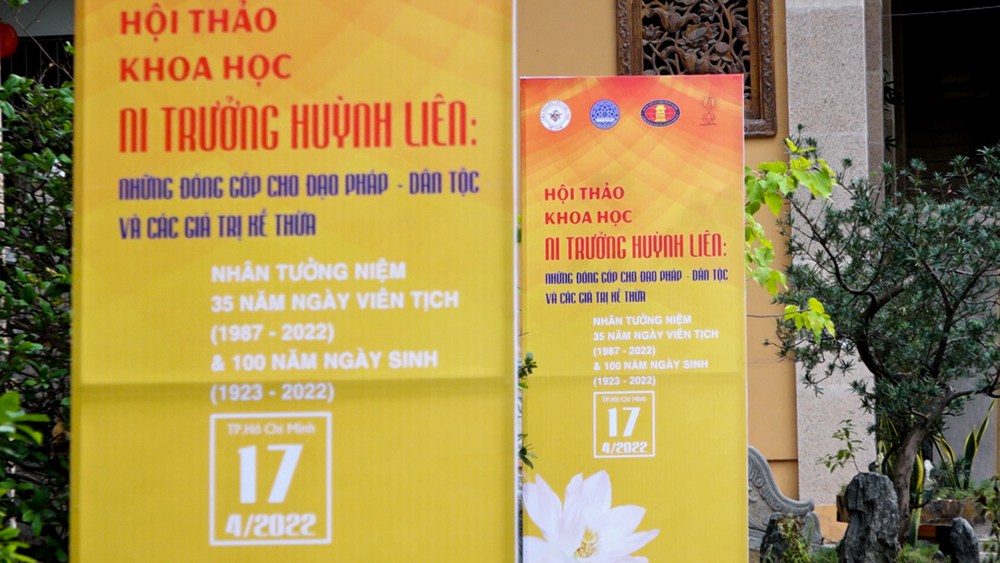 HỘI THẢO
KHOA HỌC
NI TRƯỞNG HUỲNH LIÊN:
NHỮNG ĐÓNG GÓP CHO ĐẠO PHÁP - DÂN TỘC
VÀ CÁC GIÁ TRỊ KẾ THỪA
NHÂN TƯỞNG NIỆM
35 NĂM NGÀY VIÊN TỊCH
(1987 - 2022)
& 100 NĂM NGÀY SINH
(1923 - 2022)
TP.Hồ Chí Minh
17
4/2022
HỘI THẢO
KHOA HỌC
NI TRƯỞNG HUỲNH LIÊN:
NHỮNG ĐÓNG GÓP CHO ĐẠO PHÁP - DÂN TỘC
VÀ CÁC GIÁ TRỊ KẾ THỪA
NHÂN TƯỞNG NIỆM
35 NĂM NGÀY VIÊN TỊCH
(1987 - 2022)
& 100 NĂM NGÀY SINH
(1923 - 2022)
TP.Hồ Chí Minh
17
4/2022